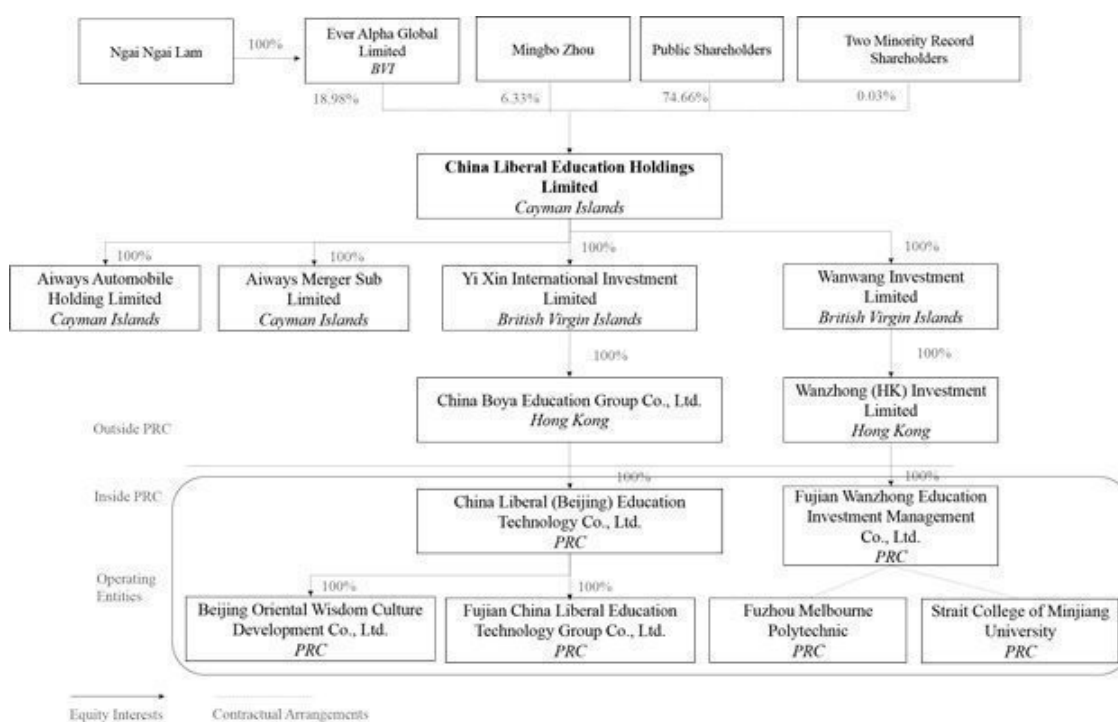 Ngai Ngai Lam
100%
Ever Alpha Global
Limited
BVI
Mingbo Zhou
Public Shareholders
Two Minority Record
Shareholders
18.98%
6.33%
74.66%
0.03%
China Liberal Education Holdings
Limited
Cayman Islands
100%
100%
100%
100%
Aiways Automobile
Holding Limited
Cayman Islands
Aiways Merger Sub
Limited
Cayman Islands
Yi Xin International Investment
Limited
British Virgin Islands
Wanwang Investment
Limited
British Virgin Islands
100%
100%
China Boya Education Group Co., Ltd.
Hong Kong
Wanzhong (HK) Investment
Limited
Hong Kong
Outside PRC
Inside PRC
100%
100%
China Liberal (Beijing) Education
Technology Co., Ltd.
PRC
Fujian Wanzhong Education
Investment Management
Co., Ltd.
PRC
Operating
Entities
100%
100%
Beijing Oriental Wisdom Culture
Development Co., Ltd.
PRC
Fujian China Liberal Education
Technology Group Co., Ltd.
PRC
Fuzhou Melbourne
Polytechnic
PRC
Strait College of Minjiang
University
PRC
Equity Interests
Contractual Arrangements